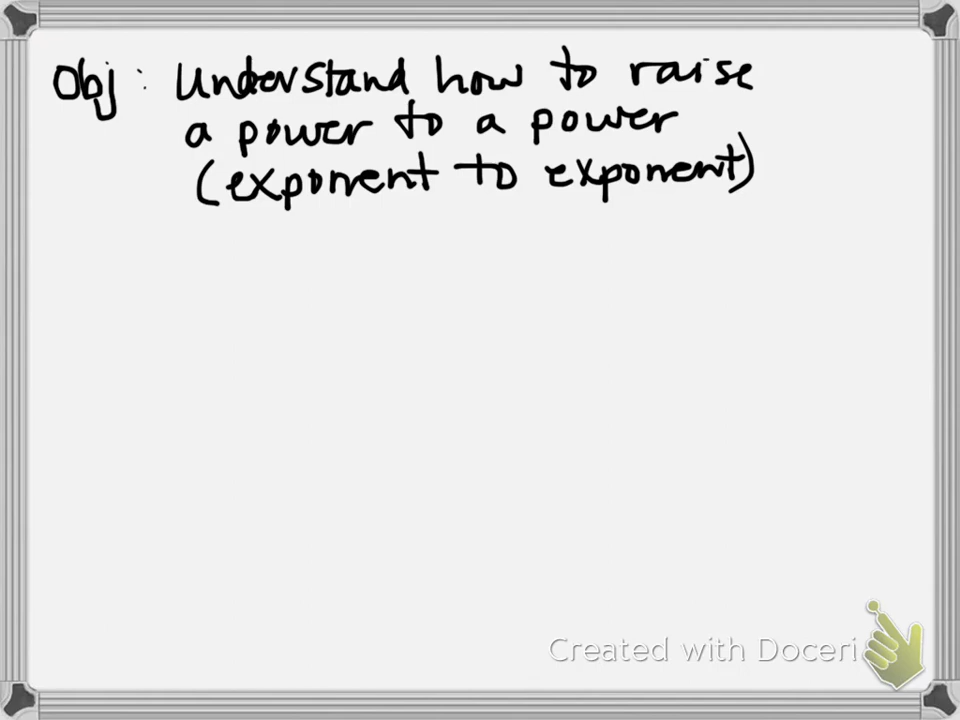 Obj : Understand how to raise
a power to a power
(exponent to exponent)
Created with Doceri